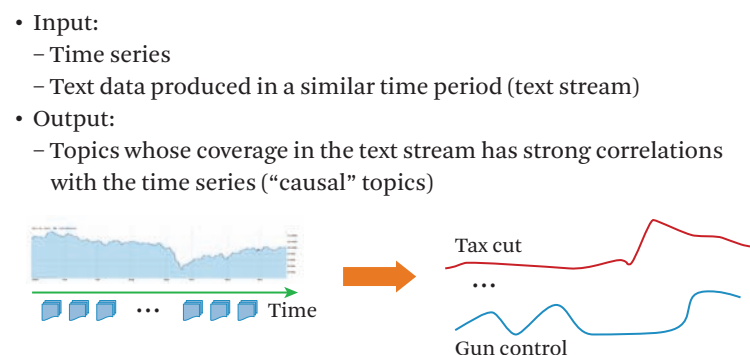 • Input:
– Time series
– Text data produced in a similar time period (text stream)
• Output:
– Topics whose coverage in the text stream has strong correlations
with the time series (“causal” topics)
Tax cut
...
... Time
Gun control